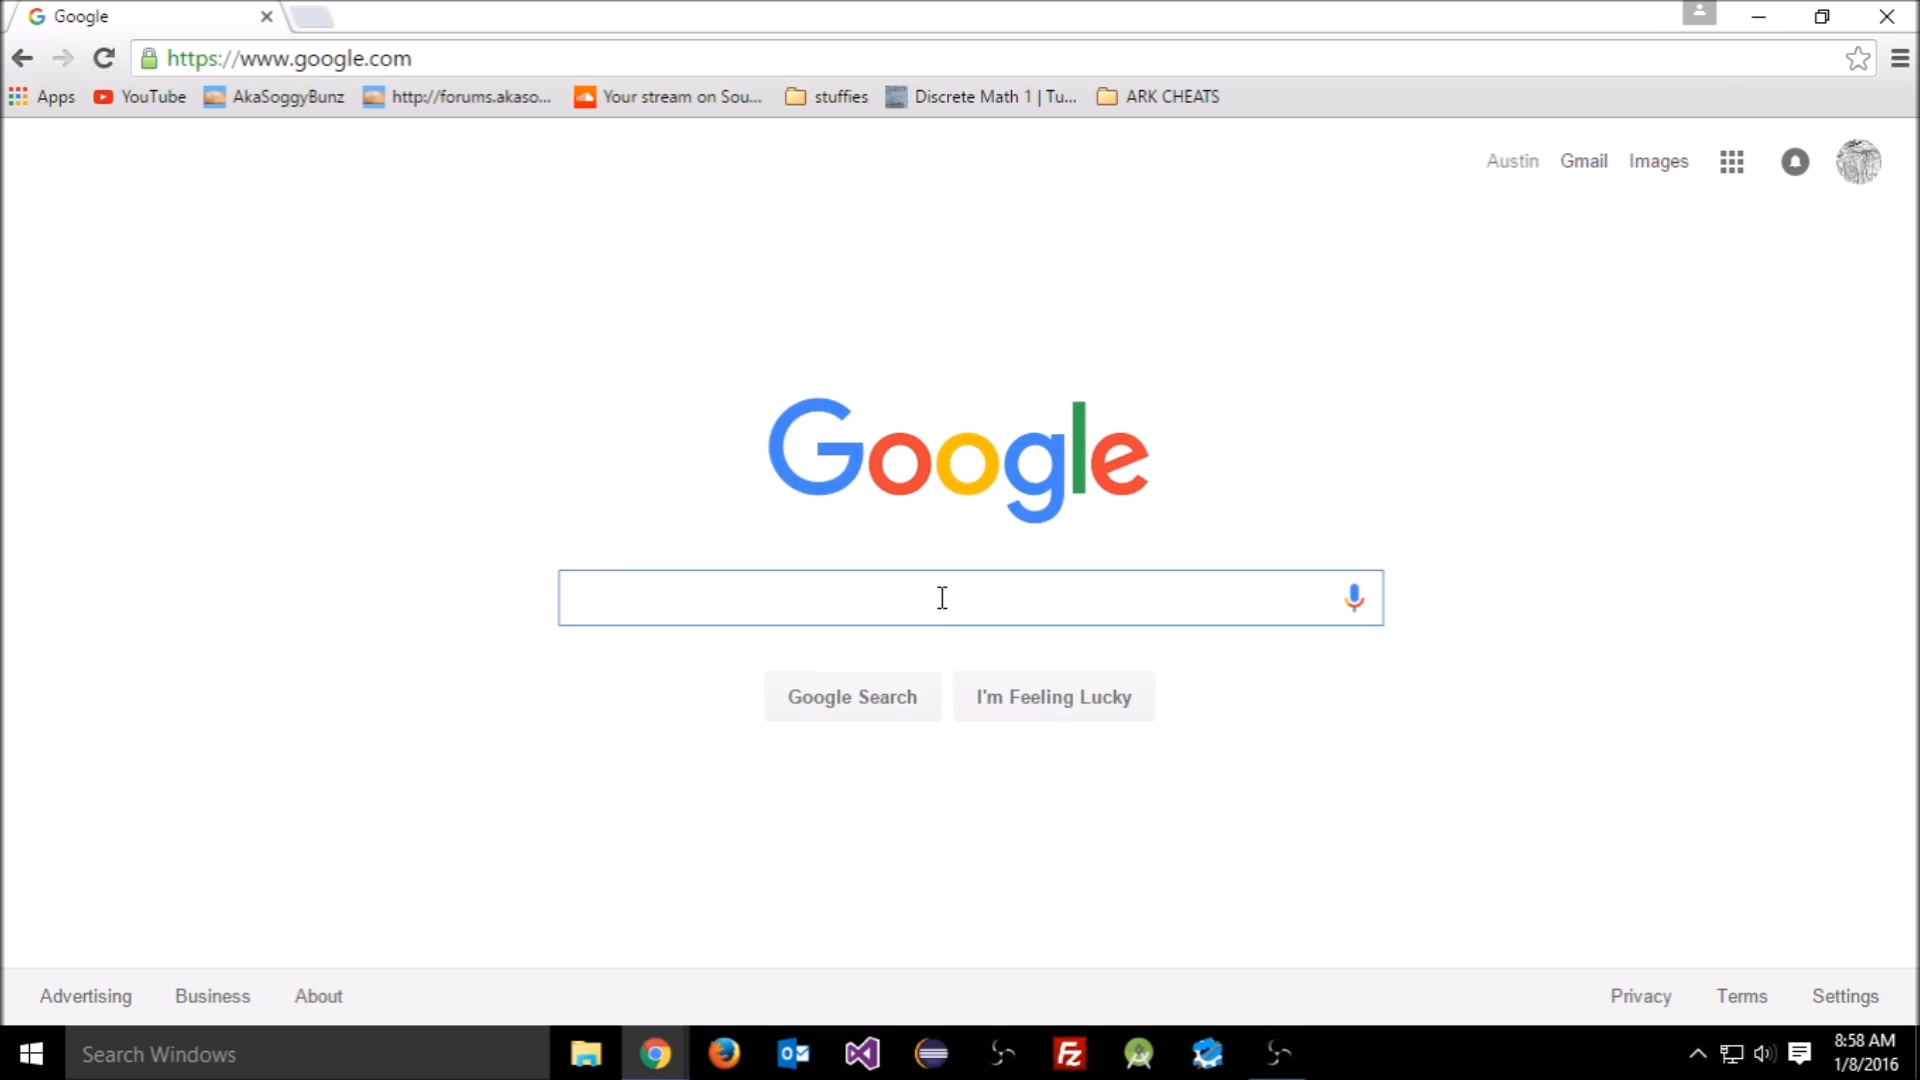 Google
https://www.google.com
Apps YouTube AkaSoggyBunz http://forums.akaso... Your stream on Sou... stuffies Discrete Math 1 | Tu... ARK CHEATS
Austin Gmail Images
Google
Google Search I'm Feeling Lucky
Advertising Business About Privacy Terms Settings
Search Windows
8:58 AM
1/8/2016